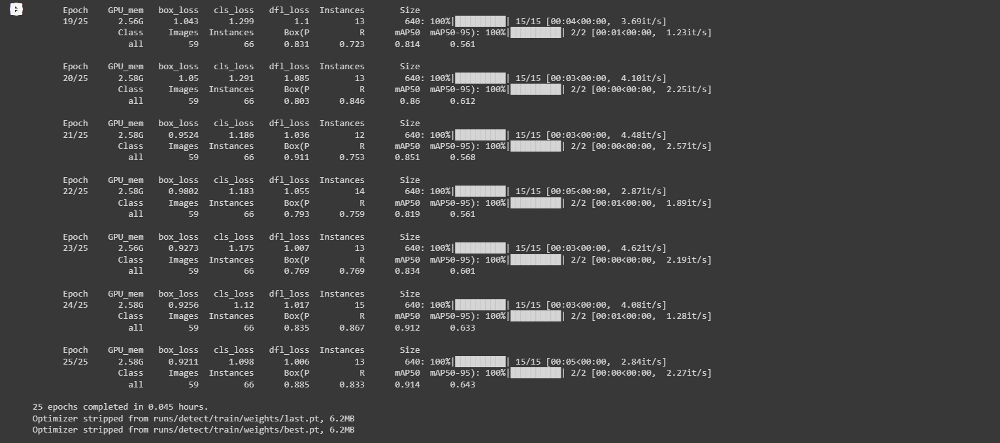 Epoch GPU_mem box_loss cls_loss dfl_loss Instances Size
19/25 2.56G 1.043 1.299 1.1 13 640: 100%|██████████| 15/15 [00:04<00:00, 3.69it/s]
Class Images Instances Box(P R mAP50 mAP50-95): 100%|██████████| 2/2 [00:01<00:00, 1.23it/s]
all 59 66 0.831 0.723 0.814 0.561
Epoch GPU_mem box_loss cls_loss dfl_loss Instances Size
20/25 2.58G 1.05 1.291 1.085 13 640: 100%|██████████| 15/15 [00:03<00:00, 4.10it/s]
Class Images Instances Box(P R mAP50 mAP50-95): 100%|██████████| 2/2 [00:00<00:00, 2.25it/s]
all 59 66 0.803 0.846 0.86 0.612
Epoch GPU_mem box_loss cls_loss dfl_loss Instances Size
21/25 2.58G 0.9524 1.186 1.036 12 640: 100%|██████████| 15/15 [00:03<00:00, 4.48it/s]
Class Images Instances Box(P R mAP50 mAP50-95): 100%|██████████| 2/2 [00:00<00:00, 2.57it/s]
all 59 66 0.911 0.753 0.851 0.568
Epoch GPU_mem box_loss cls_loss dfl_loss Instances Size
22/25 2.58G 0.9802 1.183 1.055 14 640: 100%|██████████| 15/15 [00:05<00:00, 2.87it/s]
Class Images Instances Box(P R mAP50 mAP50-95): 100%|██████████| 2/2 [00:01<00:00, 1.89it/s]
all 59 66 0.793 0.759 0.819 0.561
Epoch GPU_mem box_loss cls_loss dfl_loss Instances Size
23/25 2.56G 0.9273 1.175 1.007 13 640: 100%|██████████| 15/15 [00:03<00:00, 4.62it/s]
Class Images Instances Box(P R mAP50 mAP50-95): 100%|██████████| 2/2 [00:00<00:00, 2.19it/s]
all 59 66 0.769 0.769 0.834 0.601
Epoch GPU_mem box_loss cls_loss dfl_loss Instances Size
24/25 2.58G 0.9256 1.12 1.017 15 640: 100%|██████████| 15/15 [00:03<00:00, 4.08it/s]
Class Images Instances Box(P R mAP50 mAP50-95): 100%|██████████| 2/2 [00:01<00:00, 1.28it/s]
all 59 66 0.835 0.867 0.912 0.633
Epoch GPU_mem box_loss cls_loss dfl_loss Instances Size
25/25 2.58G 0.9211 1.098 1.006 13 640: 100%|██████████| 15/15 [00:05<00:00, 2.84it/s]
Class Images Instances Box(P R mAP50 mAP50-95): 100%|██████████| 2/2 [00:00<00:00, 2.27it/s]
all 59 66 0.885 0.833 0.914 0.643
25 epochs completed in 0.045 hours.
Optimizer stripped from runs/detect/train/weights/last.pt, 6.2MB
Optimizer stripped from runs/detect/train/weights/best.pt, 6.2MB